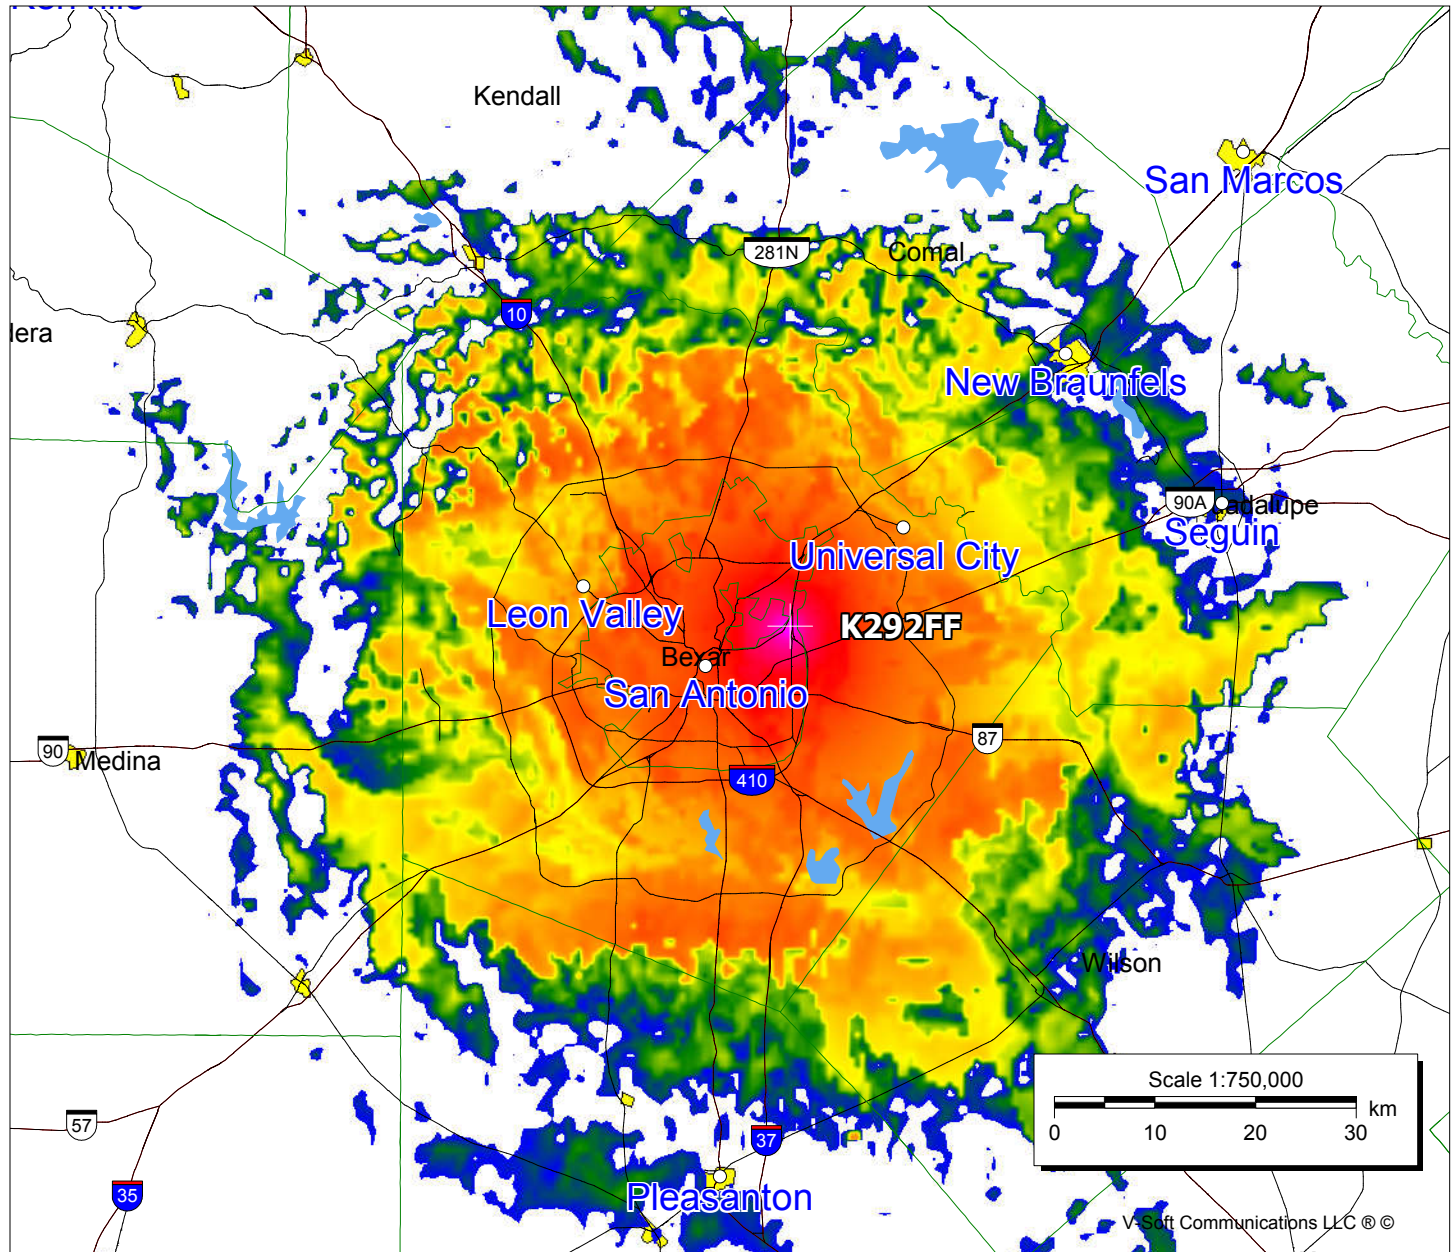 Kendall
San Marcos
281N
Comal
10
dera
New Braunfels
90A
Seguin
Universal City
Leon Valley
K292FF
Bexar
San Antonio
90
Medina
87
410
Wilson
Scale 1:750,000
km
0 10 20 30
57
37
35
Pleasanton
V-Soft Communications LLC ® ©